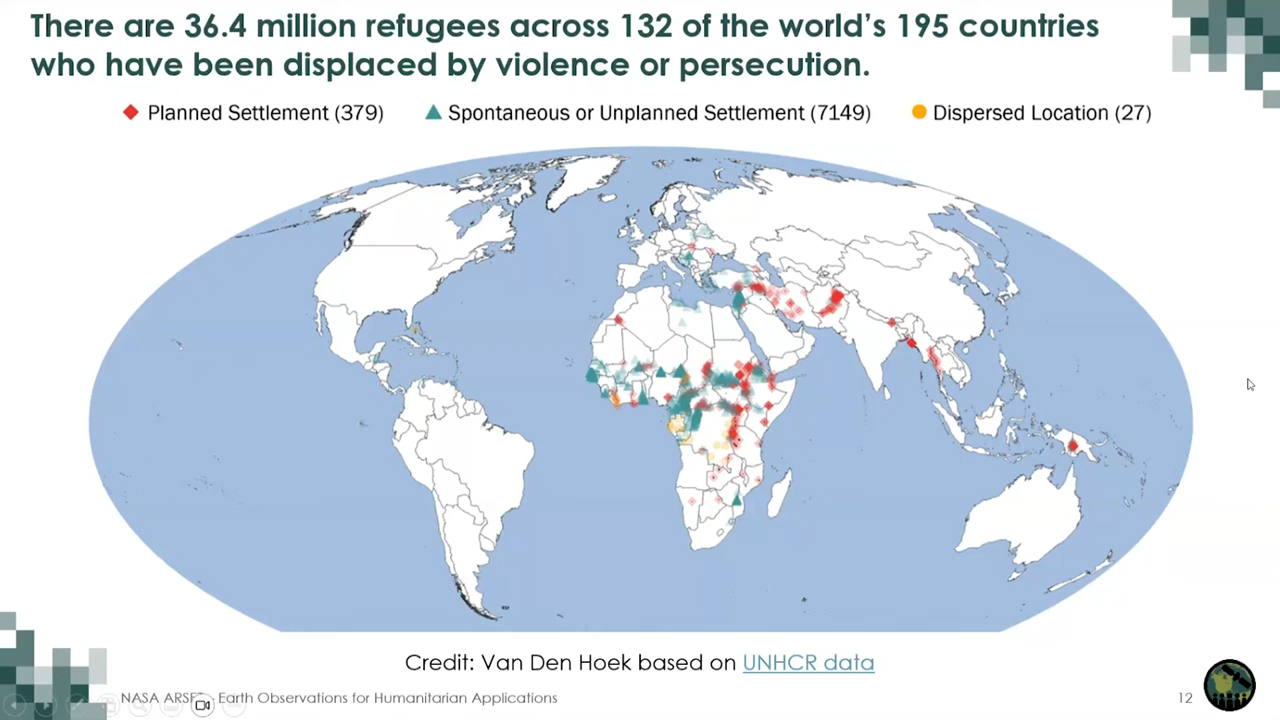 There are 36.4 million refugees across 132 of the world's 195 countries
who have been displaced by violence or persecution.
Planned Settlement (379) Spontaneous or Unplanned Settlement (7149) Dispersed Location (27)
Credit: Van Den Hoek based on UNHCR data
NASA ARSET - Earth Observations for Humanitarian Applications
12